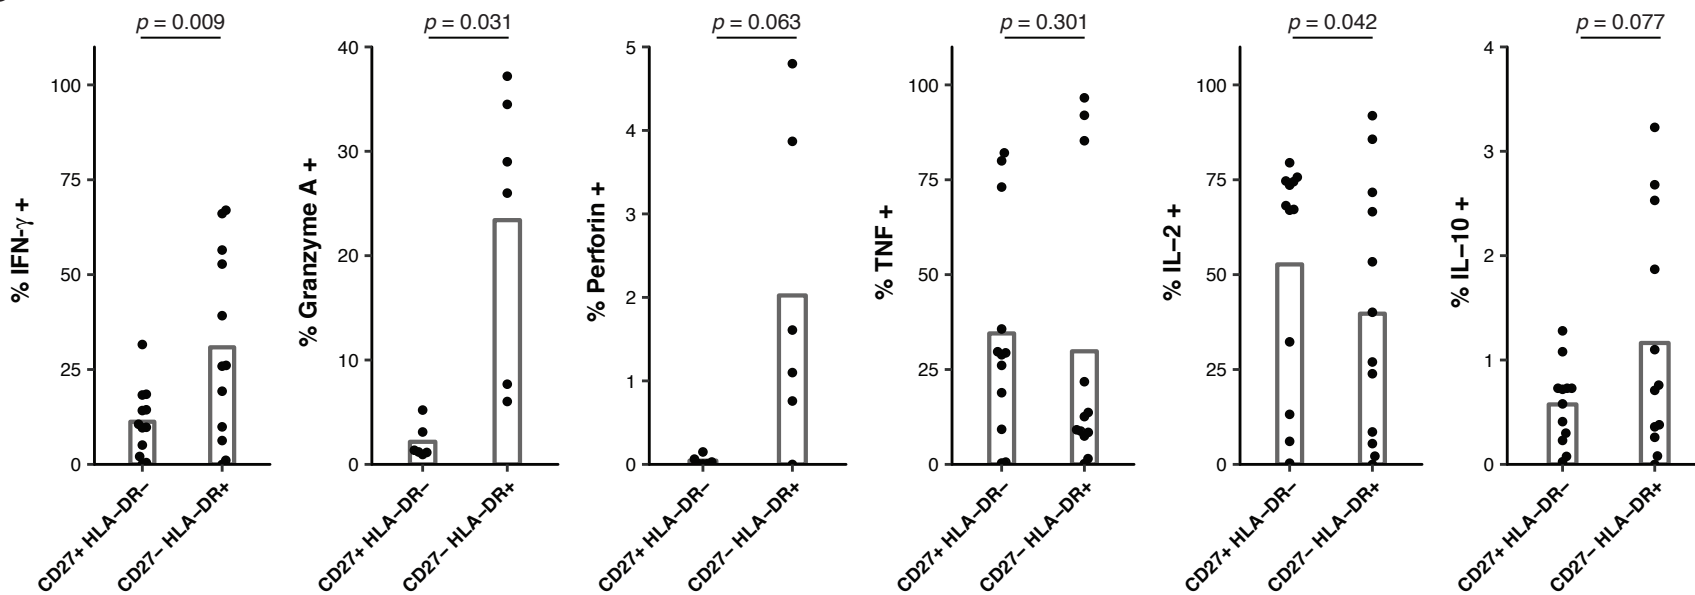 p = 0.009
% IFN-γ +
100
75
50
25
0
CD27+ HLA–DR–
CD27– HLA–DR+
p = 0.031
% Granzyme A +
40
30
20
10
0
CD27+ HLA–DR–
CD27– HLA–DR+
p = 0.063
% Perforin +
5
4
3
2
1
0
CD27+ HLA–DR–
CD27– HLA–DR+
p = 0.301
% TNF +
100
75
50
25
0
CD27+ HLA–DR–
CD27– HLA–DR+
p = 0.042
% IL–2 +
100
75
50
25
0
CD27+ HLA–DR–
CD27– HLA–DR+
p = 0.077
% IL–10 +
4
3
2
1
0
CD27+ HLA–DR–
CD27– HLA–DR+